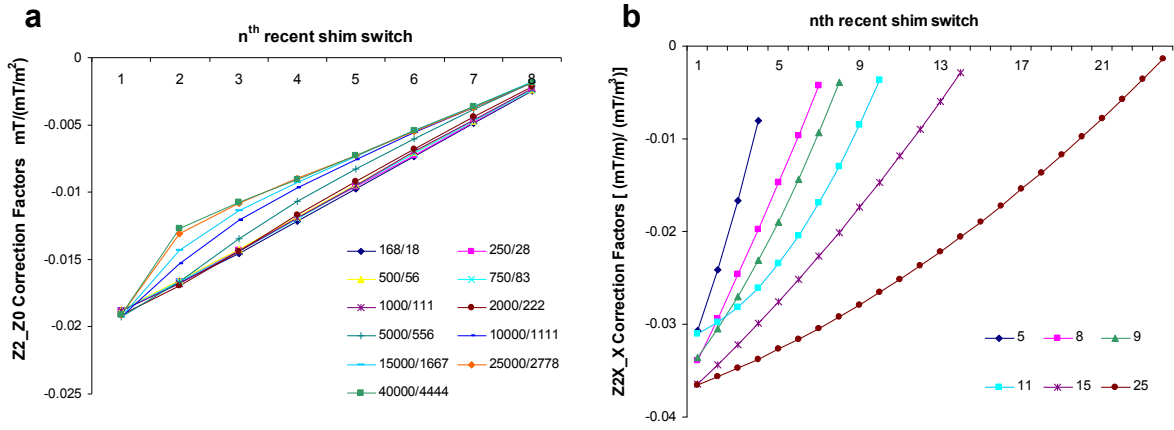 a
nth recent shim switch
0
1 2 3 4 5 6 7 8
-0.005
-0.01
-0.015
-0.02
-0.025
Z2_Z0 Correction Factors mT/(mT/m²)
168/18 250/28
500/56 750/83
1000/111 2000/222
5000/556 10000/1111
15000/1667 25000/2778
40000/4444
b
nth recent shim switch
0
1 5 9 13 17 21
-0.01
-0.02
-0.03
-0.04
Z2X_X Correction Factors [ (mT/m)/ (mT/m³)]
5 8 9
11 15 25